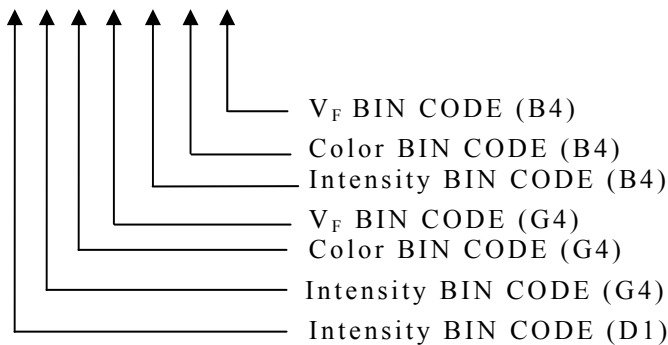 V_F BIN CODE (B4)
Color BIN CODE (B4)
Intensity BIN CODE (B4)
V_F BIN CODE (G4)
Color BIN CODE (G4)
Intensity BIN CODE (G4)
Intensity BIN CODE (D1)